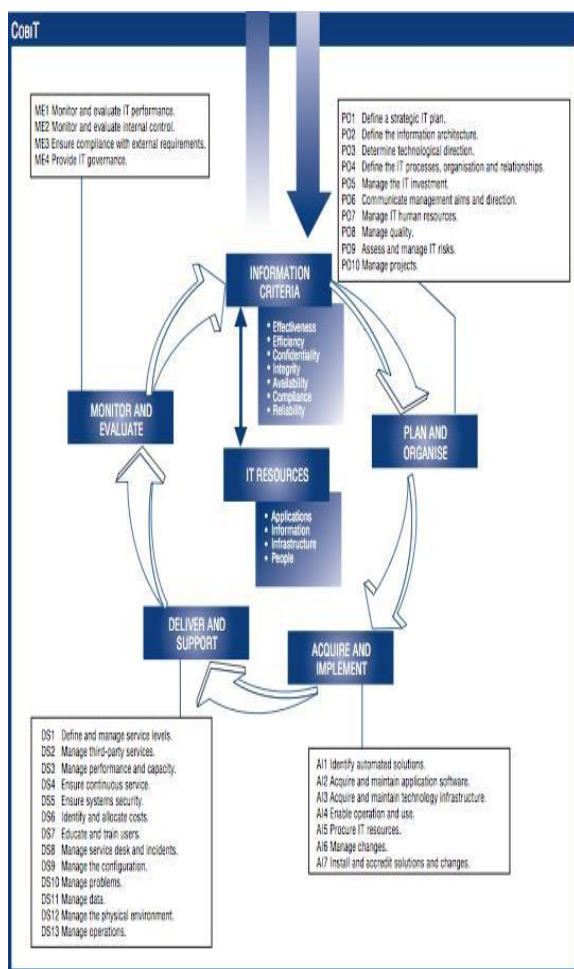 COBIT
ME1 Monitor and evaluate IT performance.
ME2 Monitor and evaluate internal control.
ME3 Ensure compliance with external requirements.
ME4 Provide IT governance.
PO1 Define a strategic IT plan.
PO2 Define the information architecture.
PO3 Determine technological direction.
PO4 Define the IT processes, organisation and relationships.
PO5 Manage the IT investment.
PO6 Communicate management aims and direction.
PO7 Manage IT human resources.
PO8 Manage quality.
PO9 Assess and manage IT risks.
PO10 Manage projects.
INFORMATION
CRITERIA
• Effectiveness
• Efficiency
• Confidentiality
• Integrity
• Availability
• Compliance
• Reliability
MONITOR AND
EVALUATE
PLAN AND
ORGANISE
IT RESOURCES
• Applications
• Information
• Infrastructure
• People
DELIVER AND
SUPPORT
ACQUIRE AND
IMPLEMENT
DS1 Define and manage service levels.
DS2 Manage third-party services.
DS3 Manage performance and capacity.
DS4 Ensure continuous service.
DS5 Ensure systems security.
DS6 Identify and allocate costs.
DS7 Educate and train users.
DS8 Manage service desk and incidents.
DS9 Manage the configuration.
DS10 Manage problems.
DS11 Manage data.
DS12 Manage the physical environment.
DS13 Manage operations.
AI1 Identify automated solutions.
AI2 Acquire and maintain application software.
AI3 Acquire and maintain technology infrastructure.
AI4 Enable operation and use.
AI5 Procure IT resources.
AI6 Manage changes.
AI7 Install and accredit solutions and changes.